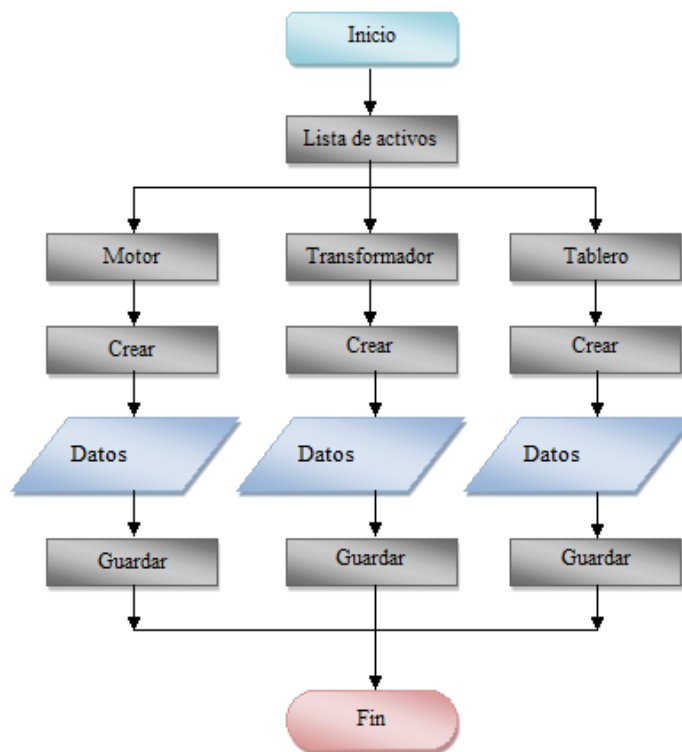 Inicio
Lista de activos
Motor
Transformador
Tablero
Crear
Crear
Crear
Datos
Datos
Datos
Guardar
Guardar
Guardar
Fin